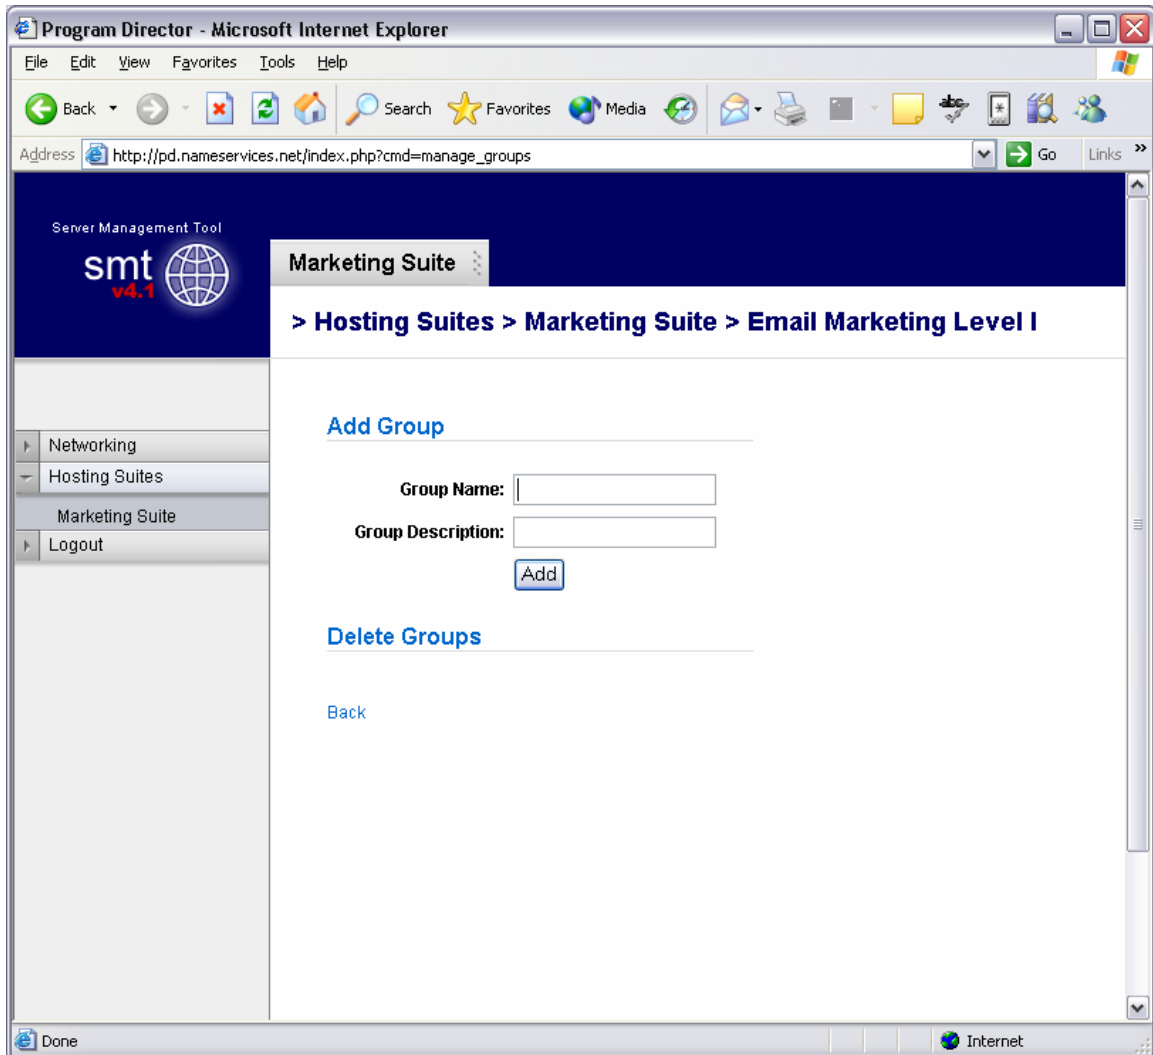 Program Director - Microsoft Internet Explorer
File Edit View Favorites Tools Help
Back Search Favorites Media
Address http://pd.nameservices.net/index.php?cmd=manage_groups Go Links »
Server Management Tool
smt
v4.1
Marketing Suite
> Hosting Suites > Marketing Suite > Email Marketing Level I
Networking
Hosting Suites
Marketing Suite
Logout
Add Group
Group Name:
Group Description:
Add
Delete Groups
Back
Done Internet